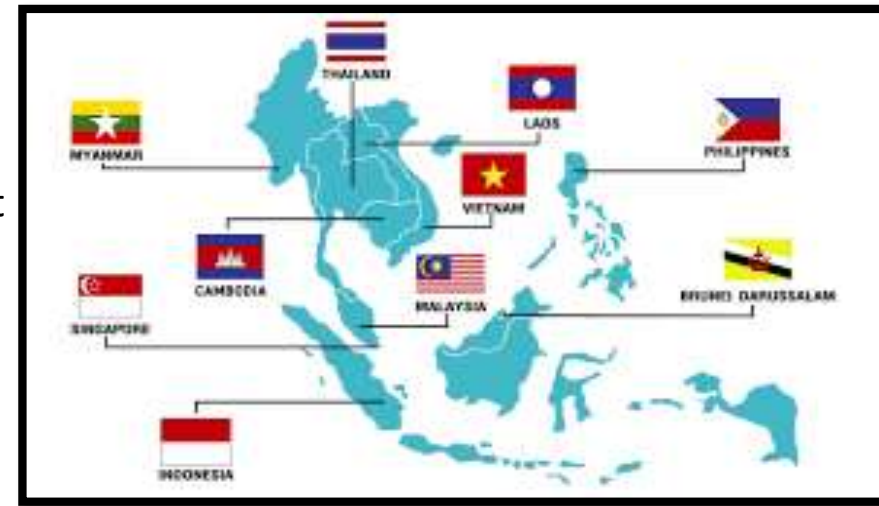 THAILAND
LAOS
MYANMAR
PHILIPPINES
t
VIETNAM
CAMBODIA
MALAYSIA
BRUNEI DARUSSALAM
SINGAPORE
INDONESIA